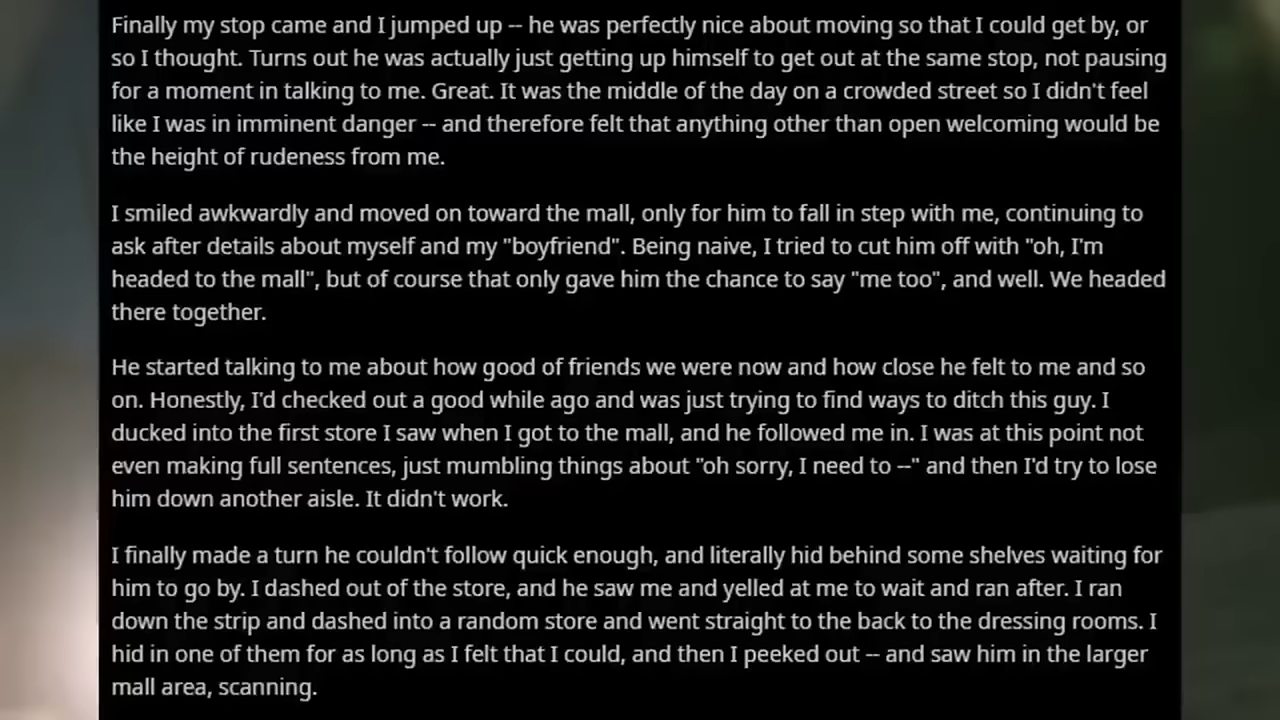 Finally my stop came and I jumped up -- he was perfectly nice about moving so that I could get by, or
so I thought. Turns out he was actually just getting up himself to get out at the same stop, not pausing
for a moment in talking to me. Great. It was the middle of the day on a crowded street so I didn't feel
like I was in imminent danger -- and therefore felt that anything other than open welcoming would be
the height of rudeness from me.
I smiled awkwardly and moved on toward the mall, only for him to fall in step with me, continuing to
ask after details about myself and my "boyfriend". Being naive, I tried to cut him off with "oh, I'm
headed to the mall", but of course that only gave him the chance to say "me too", and well. We headed
there together.
He started talking to me about how good of friends we were now and how close he felt to me and so
on. Honestly, I'd checked out a good while ago and was just trying to find ways to ditch this guy. I
ducked into the first store I saw when I got to the mall, and he followed me in. I was at this point not
even making full sentences, just mumbling things about "oh sorry, I need to --" and then I'd try to lose
him down another aisle. It didn't work.
I finally made a turn he couldn't follow quick enough, and literally hid behind some shelves waiting for
him to go by. I dashed out of the store, and he saw me and yelled at me to wait and ran after. I ran
down the strip and dashed into a random store and went straight to the back to the dressing rooms. I
hid in one of them for as long as I felt that I could, and then I peeked out -- and saw him in the larger
mall area, scanning.